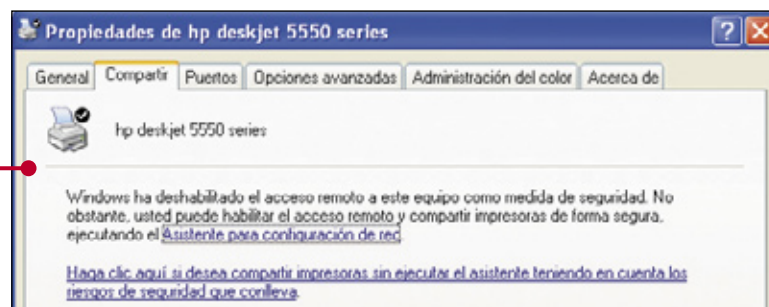 Propiedades de hp deskjet 5550 series
General Compartir Puertos Opciones avanzadas Administración del color Acerca de
hp deskjet 5550 series
Windows ha deshabilitado el acceso remoto a este equipo como medida de seguridad. No
obstante, usted puede habilitar el acceso remoto y compartir impresoras de forma segura,
ejecutando el Asistente para configuración de red.
Haga clic aquí si desea compartir impresoras sin ejecutar el asistente teniendo en cuenta los
riesgos de seguridad que conlleva.